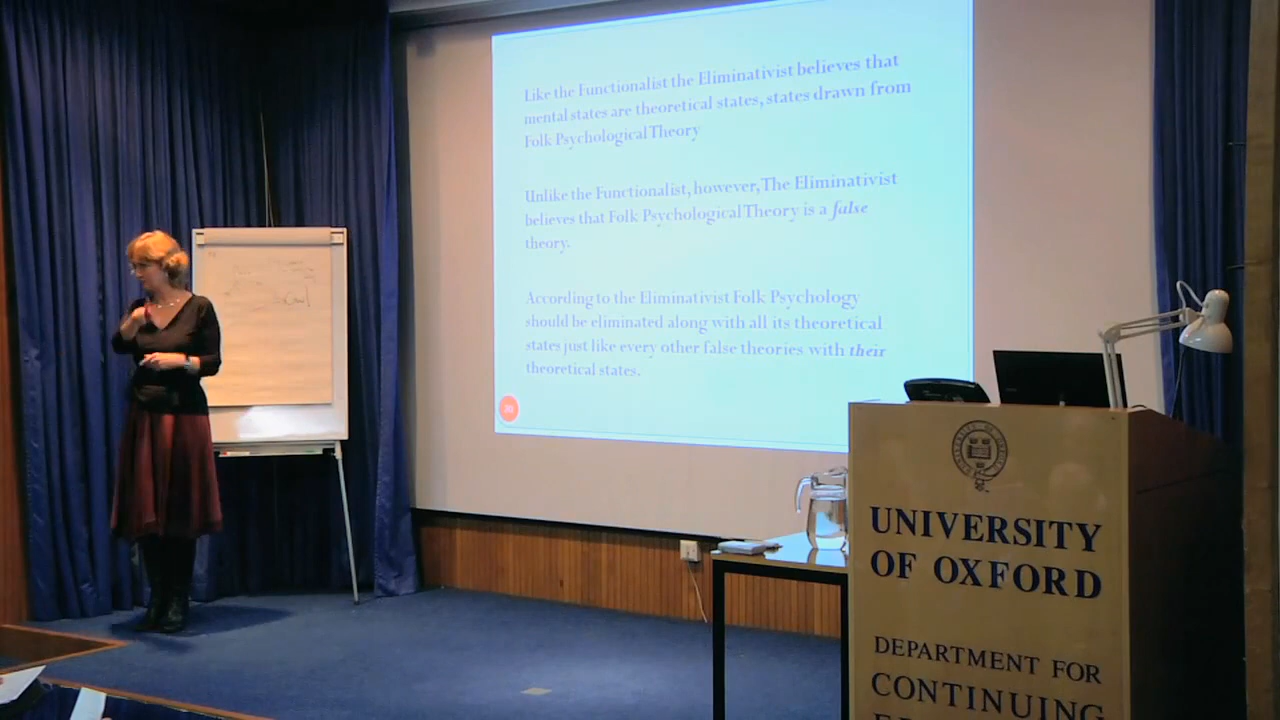 Like the Functionalist the Eliminativist believes that
mental states are theoretical states, states drawn from
Folk Psychological Theory
Unlike the Functionalist, however, The Eliminativist
believes that Folk Psychological Theory is a false
theory.
According to the Eliminativist Folk Psychology
should be eliminated along with all its theoretical
states just like every other false theories with their
theoretical states.
UNIVERSITY
OF OXFORD
DEPARTMENT FOR
CONTINUING